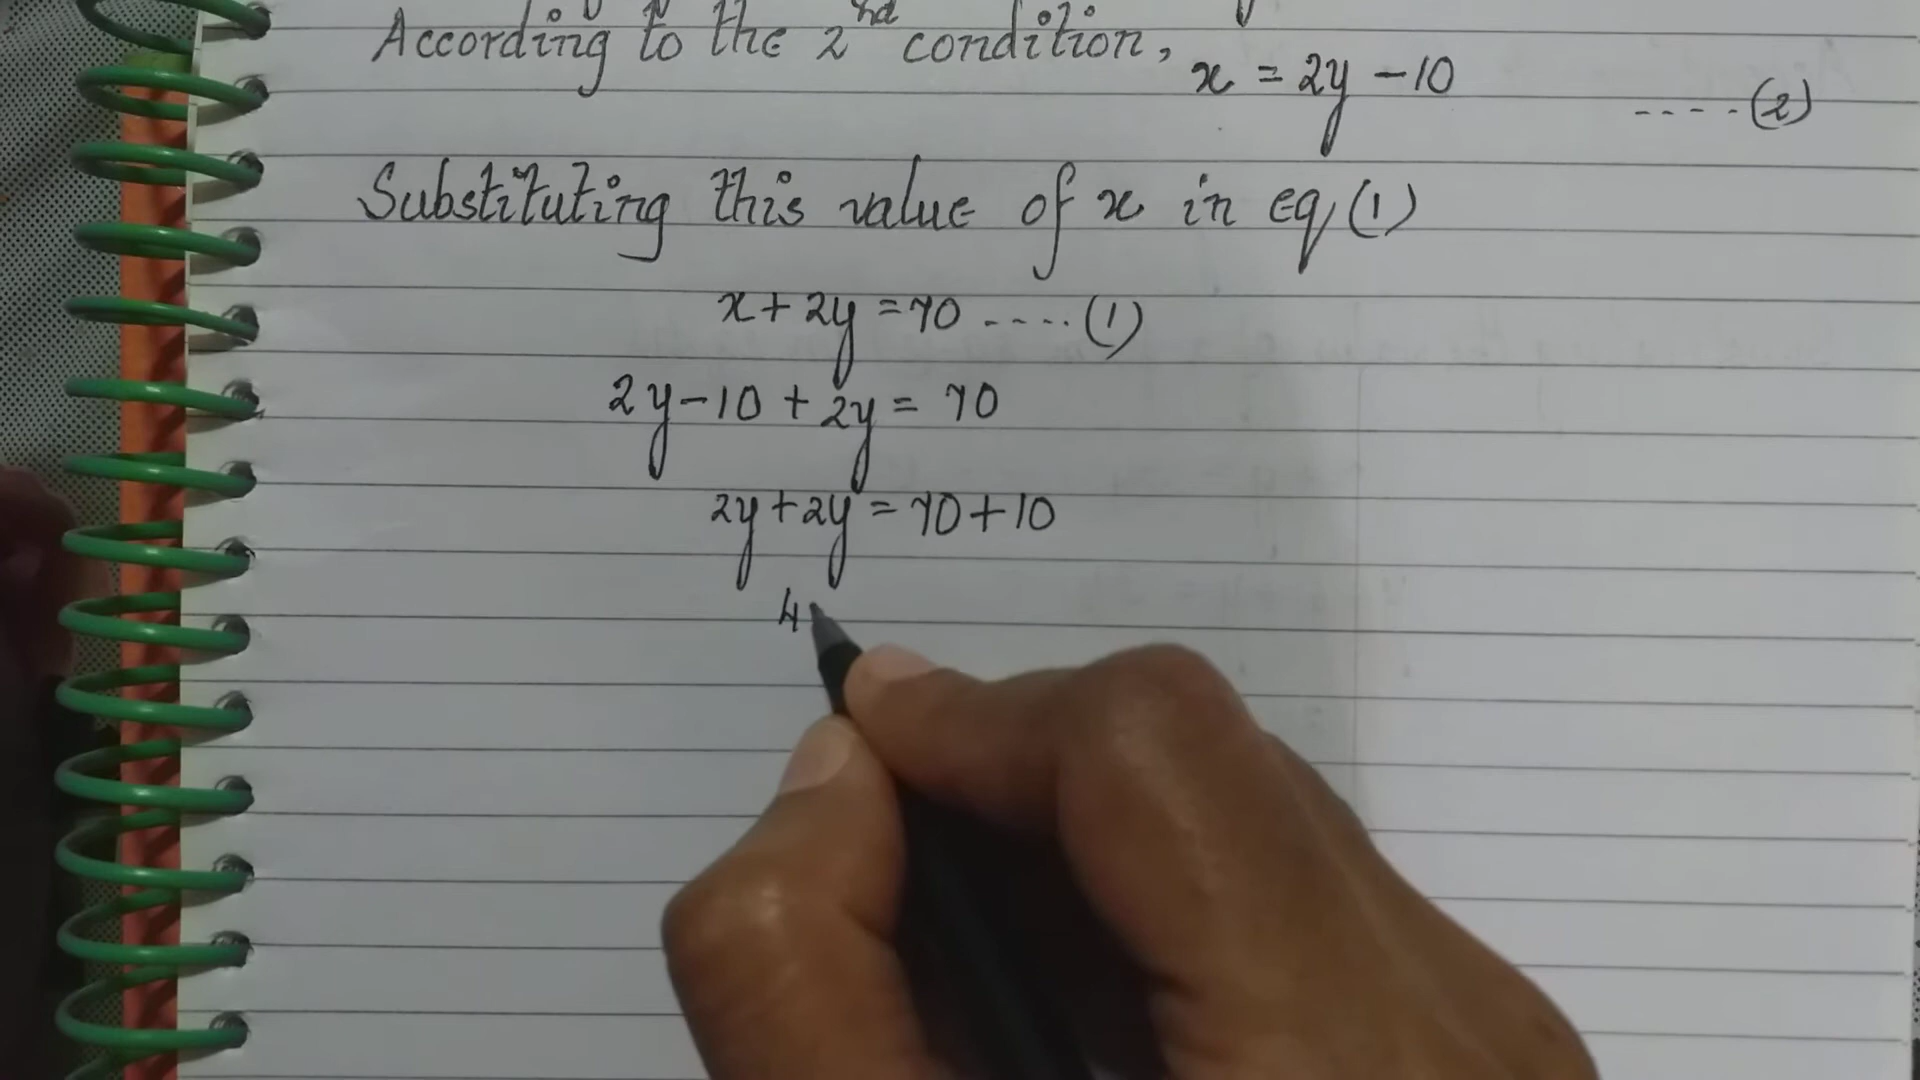 According to the 2nd condition,
x = 2y - 10 ....(2)
Substituting this value of x in eq(1)
x + 2y = 70 ....(1)
2y - 10 + 2y = 70
2y + 2y = 70 + 10
4